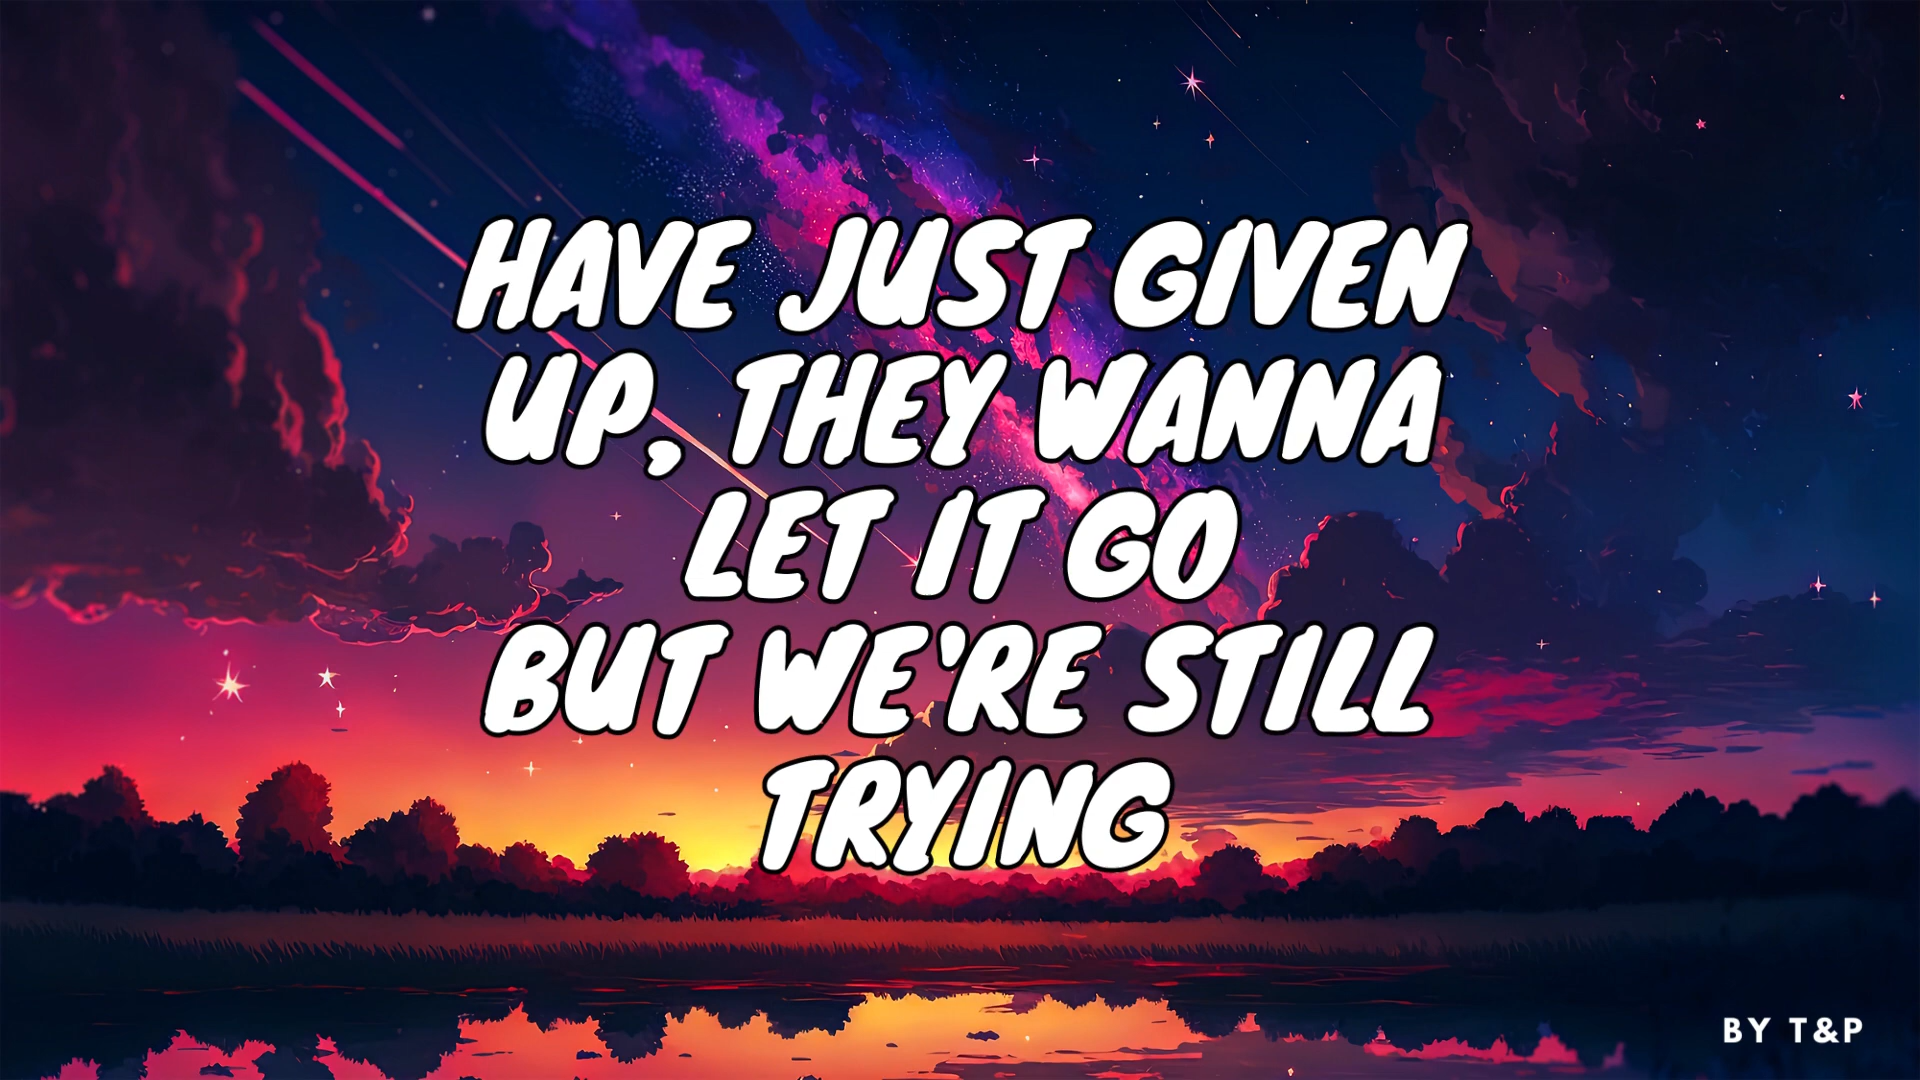 HAVE JUST GIVEN
UP, THEY WANNA
LET IT GO
BUT WE'RE STILL
TRYING
BY T&P